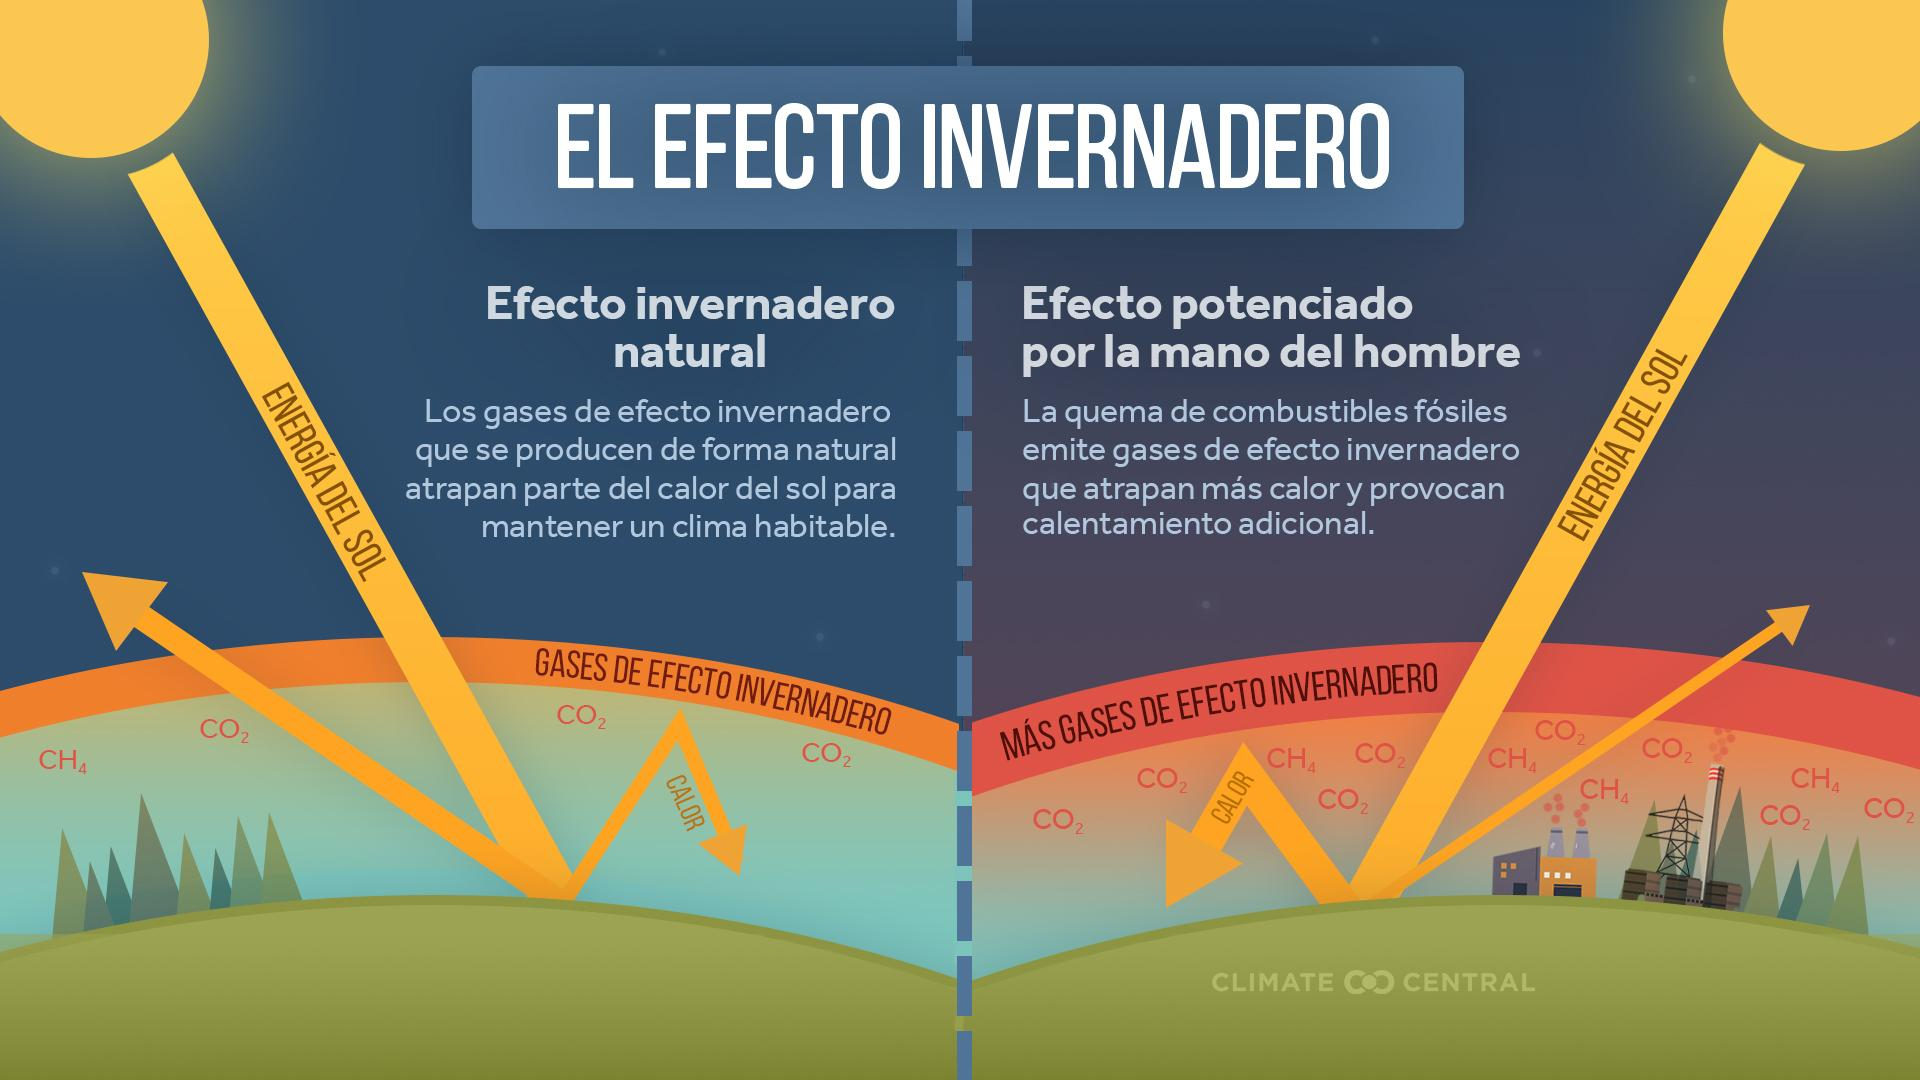 EL EFECTO INVERNADERO
Efecto invernadero
natural
Los gases de efecto invernadero
que se producen de forma natural
atrapan parte del calor del sol para
mantener un clima habitable.
ENERGÍA DEL SOL
GASES DE EFECTO INVERNADERO
CH₄
CO₂
CO₂
CO₂
CALOR
Efecto potenciado
por la mano del hombre
La quema de combustibles fósiles
emite gases de efecto invernadero
que atrapan más calor y provocan
calentamiento adicional.
ENERGÍA DEL SOL
MÁS GASES DE EFECTO INVERNADERO
CO₂
CO₂
CH₄
CO₂
CO₂
CH₄
CO₂
CH₄
CO₂
CH₄
CO₂
CO₂
CALOR
CLIMATE CENTRAL